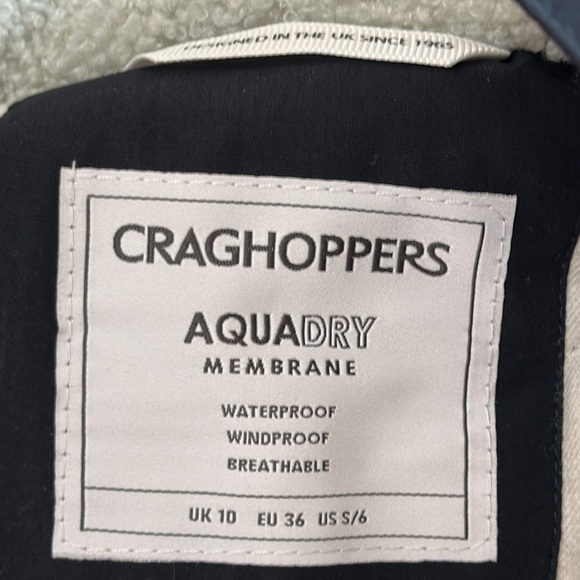 DESIGNED IN THE UK SINCE 1965
CRAGHOPPERS
AQUADRY
MEMBRANE
WATERPROOF
WINDPROOF
BREATHABLE
UK 10 EU 36 US S/6